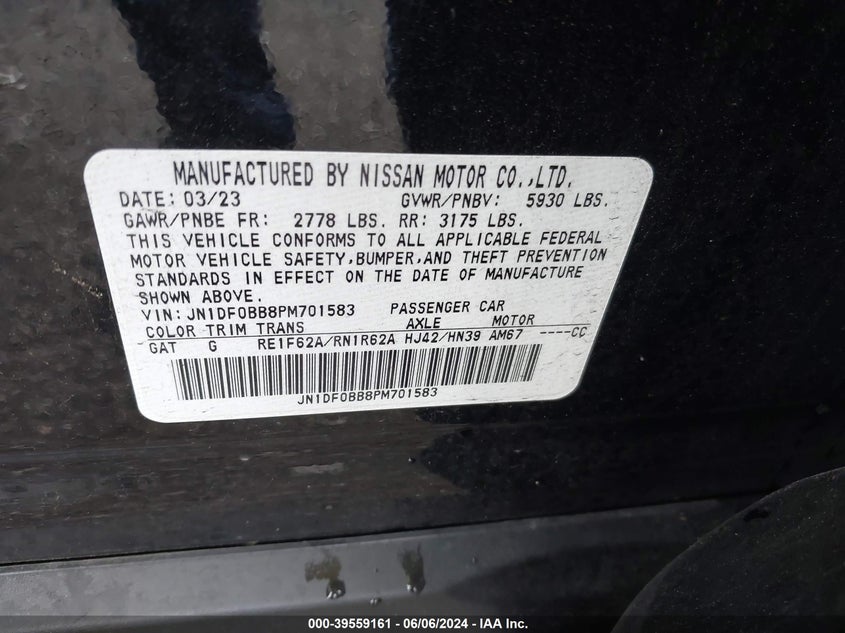 MANUFACTURED BY NISSAN MOTOR CO.,LTD.
DATE: 03/23 GVWR/PNBV: 5930 LBS.
GAWR/PNBE FR: 2778 LBS. RR: 3175 LBS.
THIS VEHICLE CONFORMS TO ALL APPLICABLE FEDERAL
MOTOR VEHICLE SAFETY,BUMPER,AND THEFT PREVENTION
STANDARDS IN EFFECT ON THE DATE OF MANUFACTURE
SHOWN ABOVE.
VIN:JN1DF0BB8PM701583 PASSENGER CAR
COLOR TRIM TRANS AXLE MOTOR
GAT G RE1F62A/RN1R62A HJ42/HN39 AM67 ----CC
JN1DF0BB8PM701583
000-39559161 - 06/06/2024 - IAA Inc.